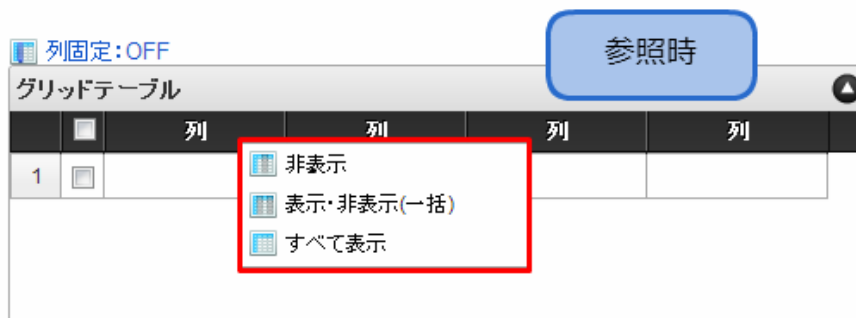 列固定:OFF
参照時
グリッドテーブル
列 列 列 列
1
非表示
表示・非表示(一括)
すべて表示